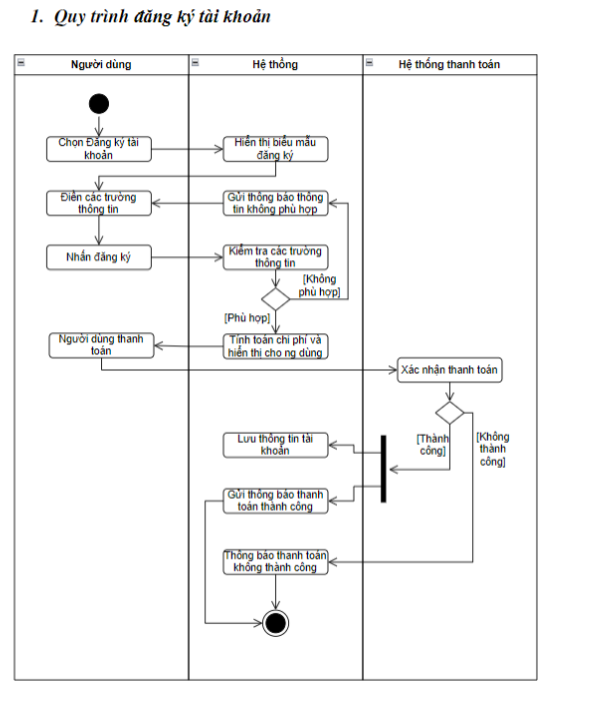 1. Quy trình đăng ký tài khoản
Người dùng
Hệ thống
Hệ thống thanh toán
Chọn Đăng ký tài
khoản
Hiển thị biểu mẫu
đăng ký
Điền các trường
thông tin
Gửi thông báo thông
tin không phù hợp
Nhấn đăng ký
Kiểm tra các trường
thông tin
[Không
phù hợp]
[Phù hợp]
Người dùng thanh
toán
Tính toán chi phí và
hiển thị cho ng dùng
Xác nhận thanh toán
Lưu thông tin tài
khoản
[Thành
công]
[Không
thành
công]
Gửi thông báo thanh
toán thành công
Thông báo thanh toán
không thành công